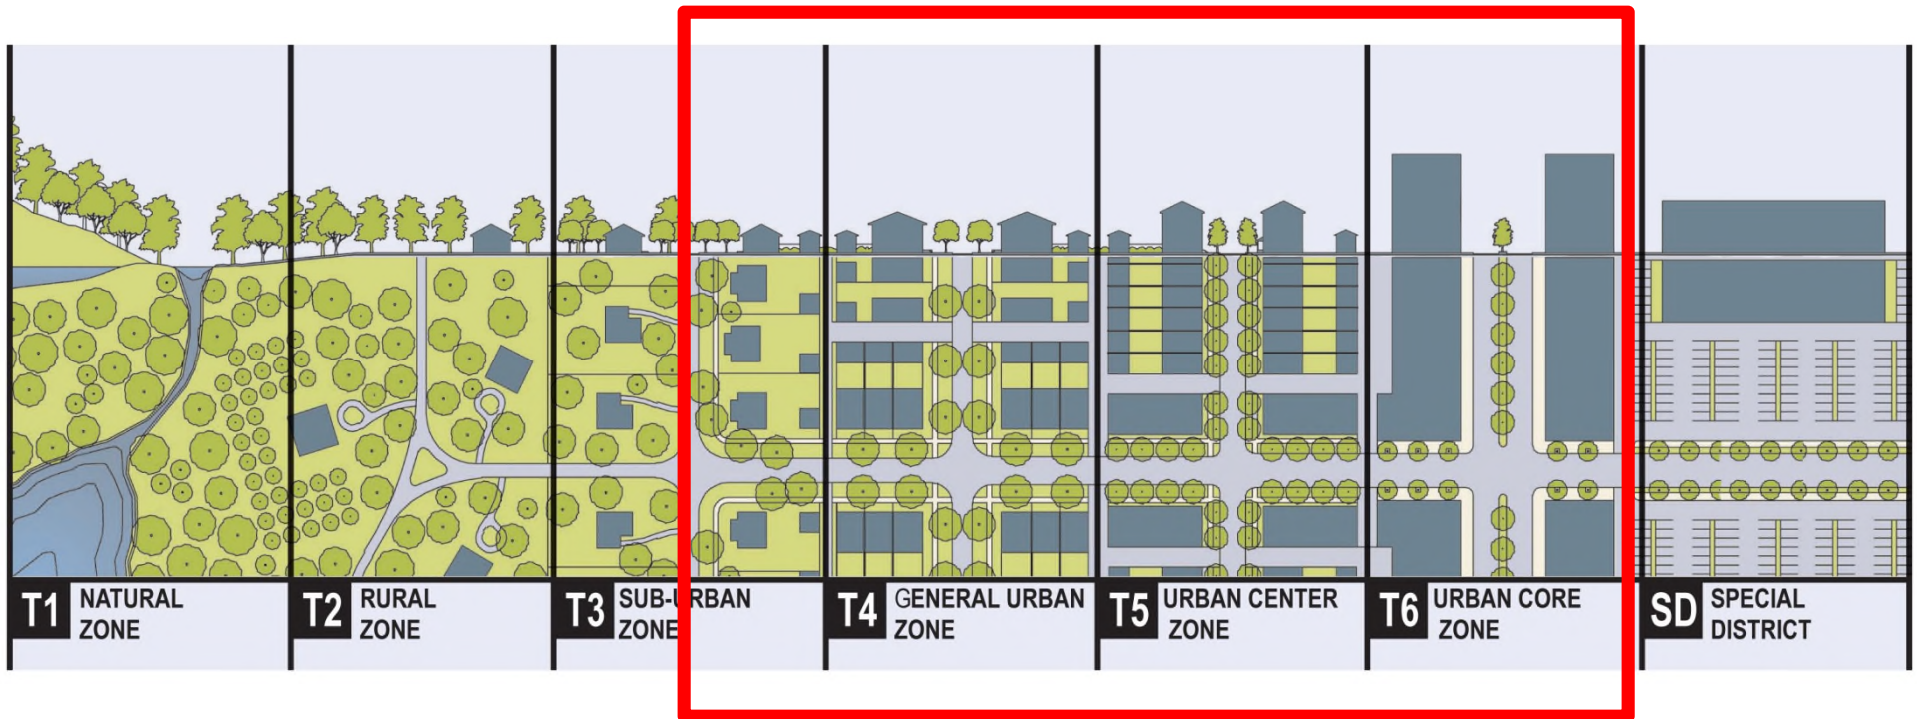 T1 NATURAL
ZONE
T2 RURAL
ZONE
T3 SUB-URBAN
ZONE
T4 GENERAL URBAN
ZONE
T5 URBAN CENTER
ZONE
T6 URBAN CORE
ZONE
SD SPECIAL
DISTRICT